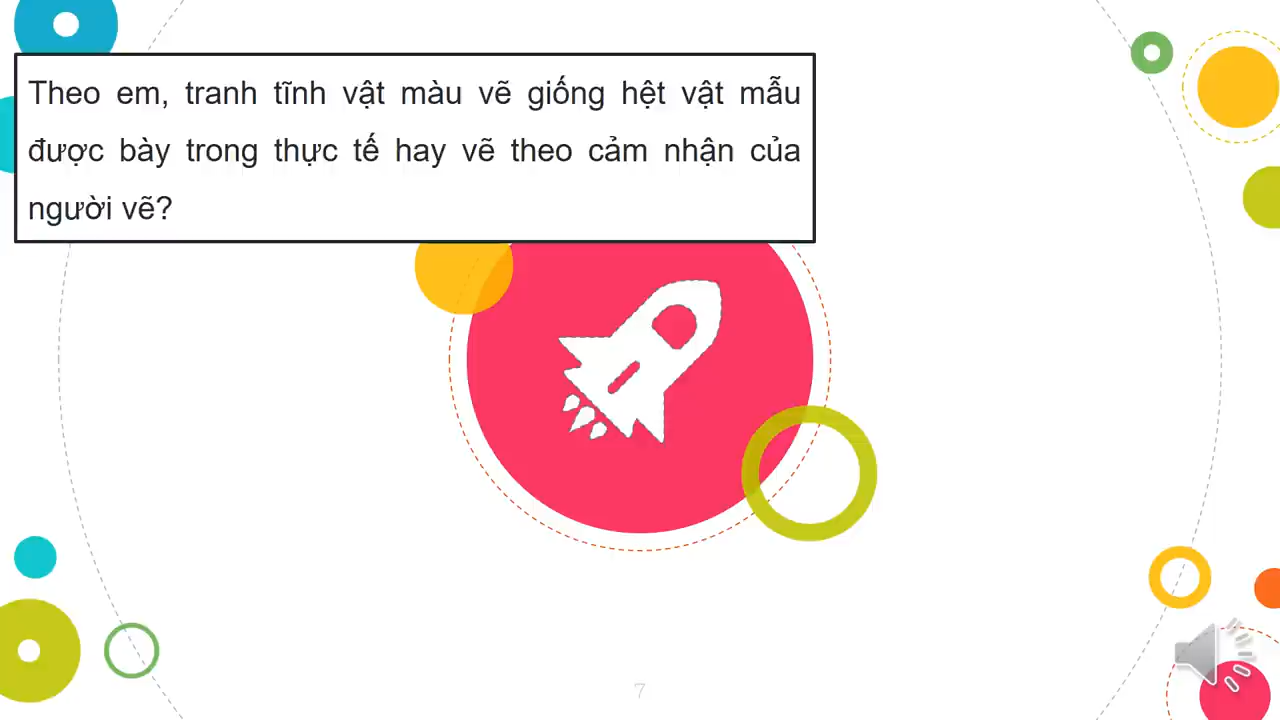 Theo em, tranh tĩnh vật màu vẽ giống hệt vật mẫu
được bày trong thực tế hay vẽ theo cảm nhận của
người vẽ?
7